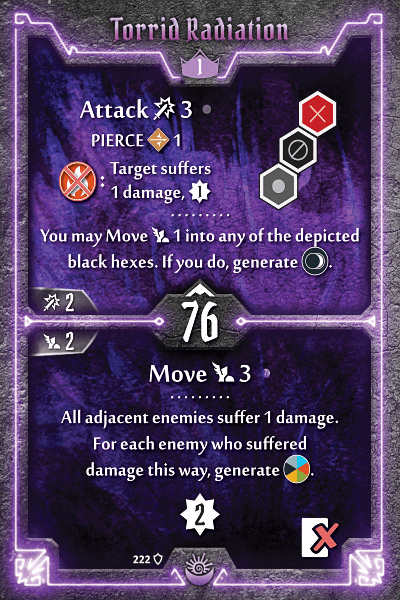 Torrid Radiation
1
Attack 3
PIERCE 1
: Target suffers
1 damage, 1
You may Move 1 into any of the depicted
black hexes. If you do, generate .
2
76
2
Move 3
All adjacent enemies suffer 1 damage.
For each enemy who suffered
damage this way, generate .
2
222